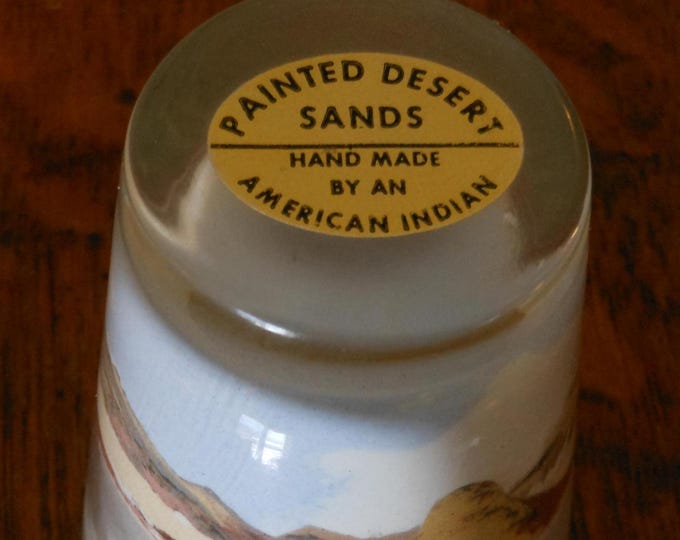 PAINTED DESERT
SANDS
HAND MADE
BY AN
AMERICAN INDIAN